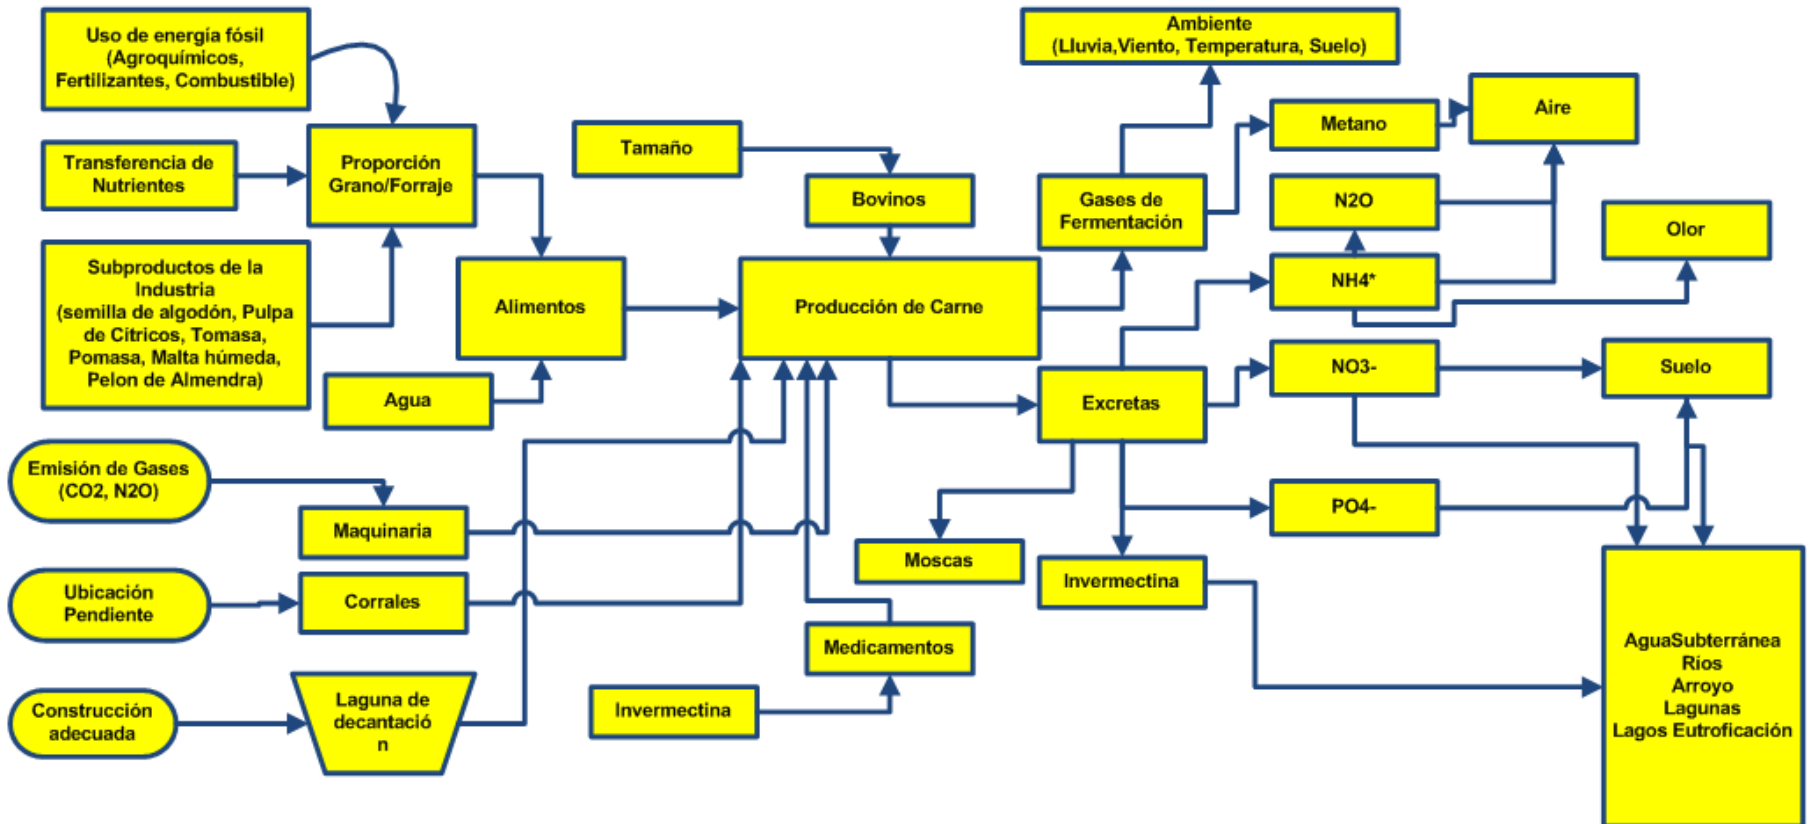 Uso de energía fósil
(Agroquímicos,
Fertilizantes, Combustible)
Transferencia de
Nutrientes
Proporción
Grano/Forraje
Subproductos de la
Industria
(semilla de algodón, Pulpa
de Cítricos, Tomasa,
Pomasa, Malta húmeda,
Pelon de Almendra)
Alimentos
Agua
Tamaño
Bovinos
Producción de Carne
Ambiente
(Lluvia,Viento, Temperatura, Suelo)
Gases de
Fermentación
Metano
Aire
N2O
NH4*
Olor
Excretas
NO3-
Suelo
PO4-
Moscas
Invermectina
Emisión de Gases
(CO2, N2O)
Maquinaria
Ubicación
Pendiente
Corrales
Construcción
adecuada
Laguna de
decantació
n
Medicamentos
Invermectina
AguaSubterránea
Ríos
Arroyo
Lagunas
Lagos Eutroficación